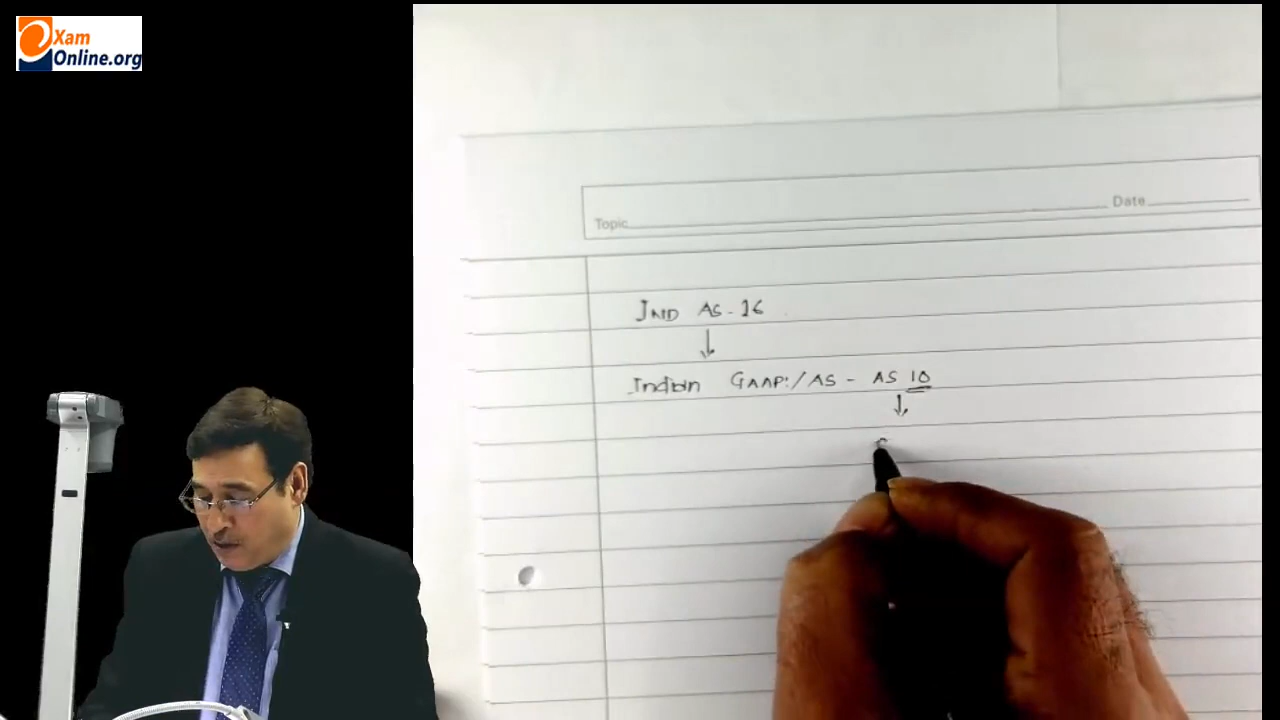 Xam
Online.org
Topic
Date
IND AS - 16
Indian GAAP:/AS - AS 10